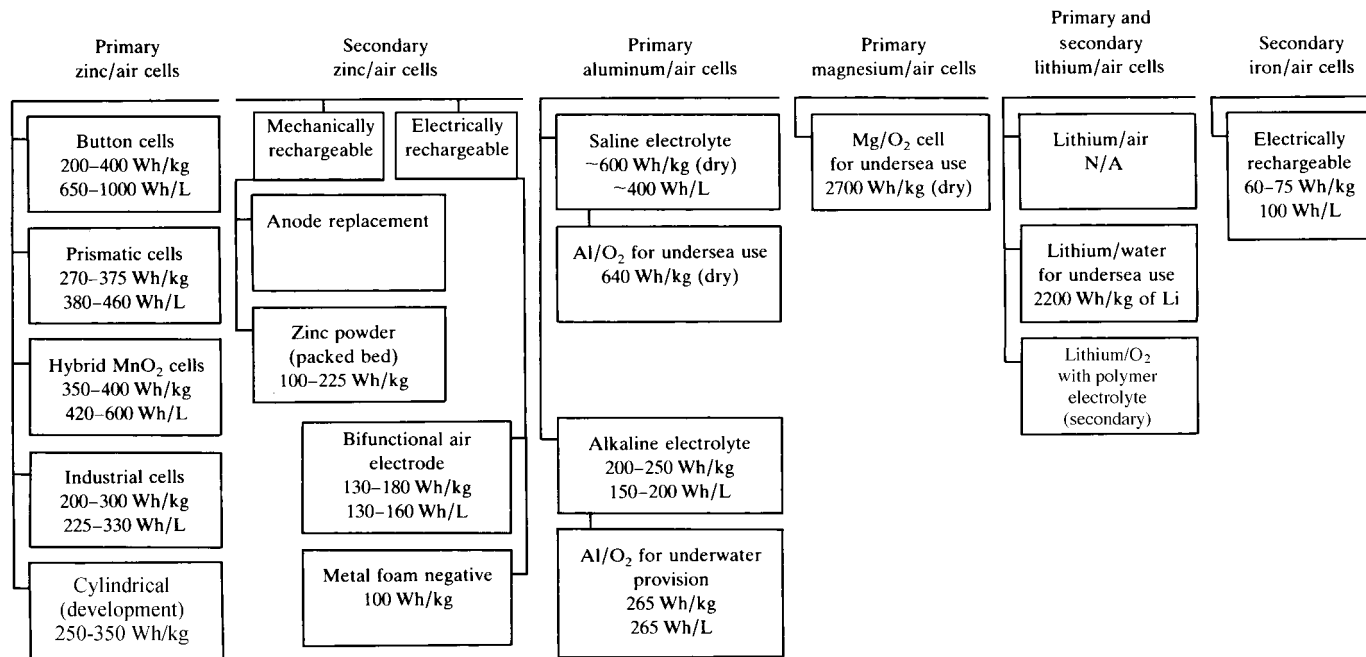 Primary
zinc/air cells
Button cells
200–400 Wh/kg
650–1000 Wh/L
Prismatic cells
270–375 Wh/kg
380–460 Wh/L
Hybrid MnO₂ cells
350–400 Wh/kg
420–600 Wh/L
Industrial cells
200–300 Wh/kg
225–330 Wh/L
Cylindrical
(development)
250-350 Wh/kg
Secondary
zinc/air cells
Mechanically
rechargeable
Electrically
rechargeable
Anode replacement
Zinc powder
(packed bed)
100–225 Wh/kg
Bifunctional air
electrode
130–180 Wh/kg
130–160 Wh/L
Metal foam negative
100 Wh/kg
Primary
aluminum/air cells
Saline electrolyte
~600 Wh/kg (dry)
~400 Wh/L
Al/O₂ for undersea use
640 Wh/kg (dry)
Alkaline electrolyte
200–250 Wh/kg
150–200 Wh/L
Al/O₂ for underwater
provision
265 Wh/kg
265 Wh/L
Primary
magnesium/air cells
Mg/O₂ cell
for undersea use
2700 Wh/kg (dry)
Primary and
secondary
lithium/air cells
Lithium/air
N/A
Lithium/water
for undersea use
2200 Wh/kg of Li
Lithium/O₂
with polymer
electrolyte
(secondary)
Secondary
iron/air cells
Electrically
rechargeable
60–75 Wh/kg
100 Wh/L